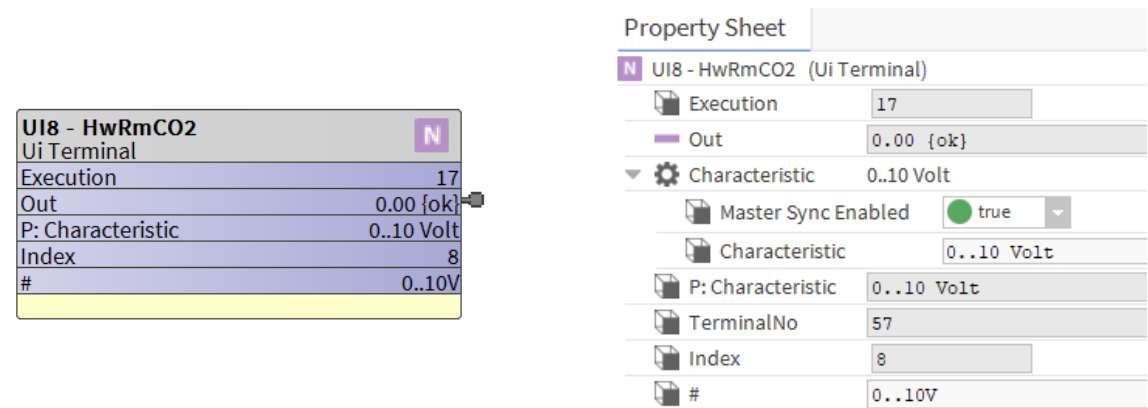 UI8 - HwRmCO2
N
Ui Terminal
Execution 17
Out 0.00 {ok}
P: Characteristic 0..10 Volt
Index 8
# 0..10V
Property Sheet
N UI8 - HwRmCO2 (Ui Terminal)
Execution 17
Out 0.00 {ok}
Characteristic 0..10 Volt
Master Sync Enabled true
Characteristic 0..10 Volt
P: Characteristic 0..10 Volt
TerminalNo 57
Index 8
# 0..10V